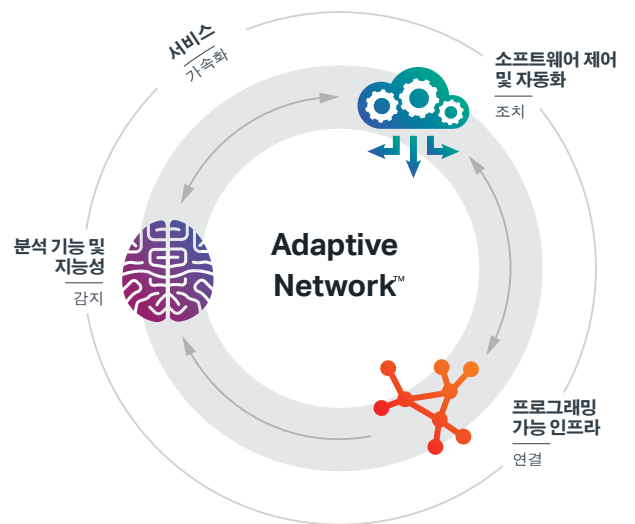 서비스
가속화
소프트웨어 제어
및 자동화
조치
분석 기능 및
지능성
감지
Adaptive
Network™
프로그래밍
가능 인프라
연결